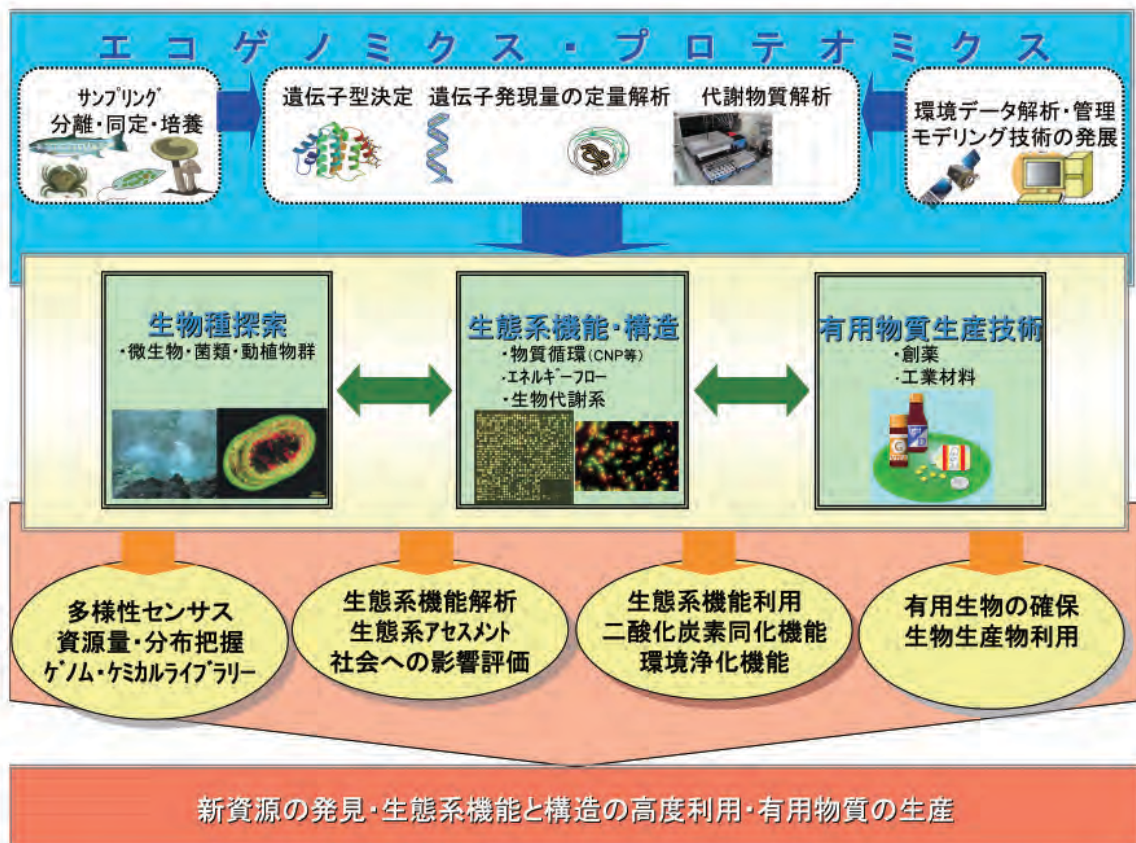 エコゲノミクス・プロテオミクス
サンプリング
分離・同定・培養
遺伝子型決定
遺伝子発現量の定量解析
代謝物質解析
環境データ解析・管理
モデリング技術の発展
生物種探索
・微生物・菌類・動植物群
生態系機能・構造
・物質循環(CNP等)
・エネルギーフロー
・生物代謝系
有用物質生産技術
・創薬
・工業材料
多様性センサス
資源量・分布把握
ゲノム・ケミカルライブラリー
生態系機能解析
生態系アセスメント
社会への影響評価
生態系機能利用
二酸化炭素同化機能
環境浄化機能
有用生物の確保
生物生産物利用
新資源の発見・生態系機能と構造の高度利用・有用物質の生産